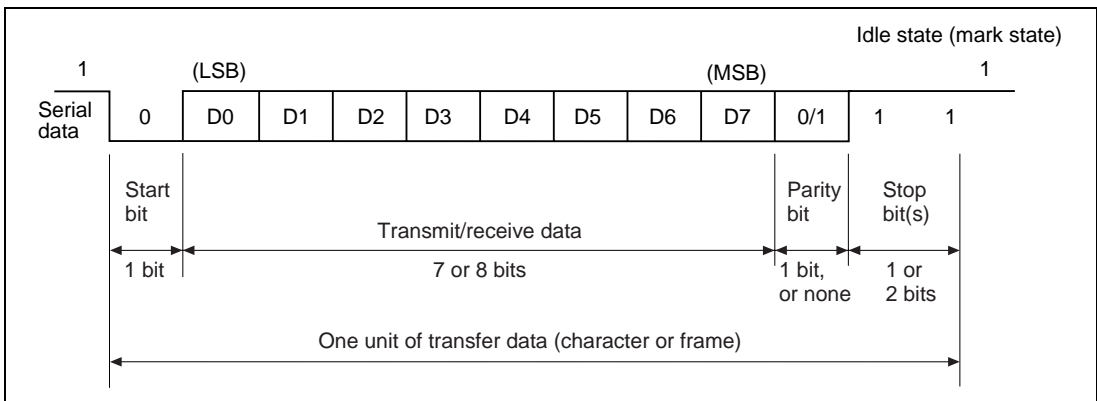 Idle state (mark state)
1 (LSB) (MSB) 1
Serial
data
0 D0 D1 D2 D3 D4 D5 D6 D7 0/1 1 1
Start
bit
Parity
bit
Stop
bit(s)
Transmit/receive data
1 bit
7 or 8 bits
1 bit,
or none
1 or
2 bits
One unit of transfer data (character or frame)